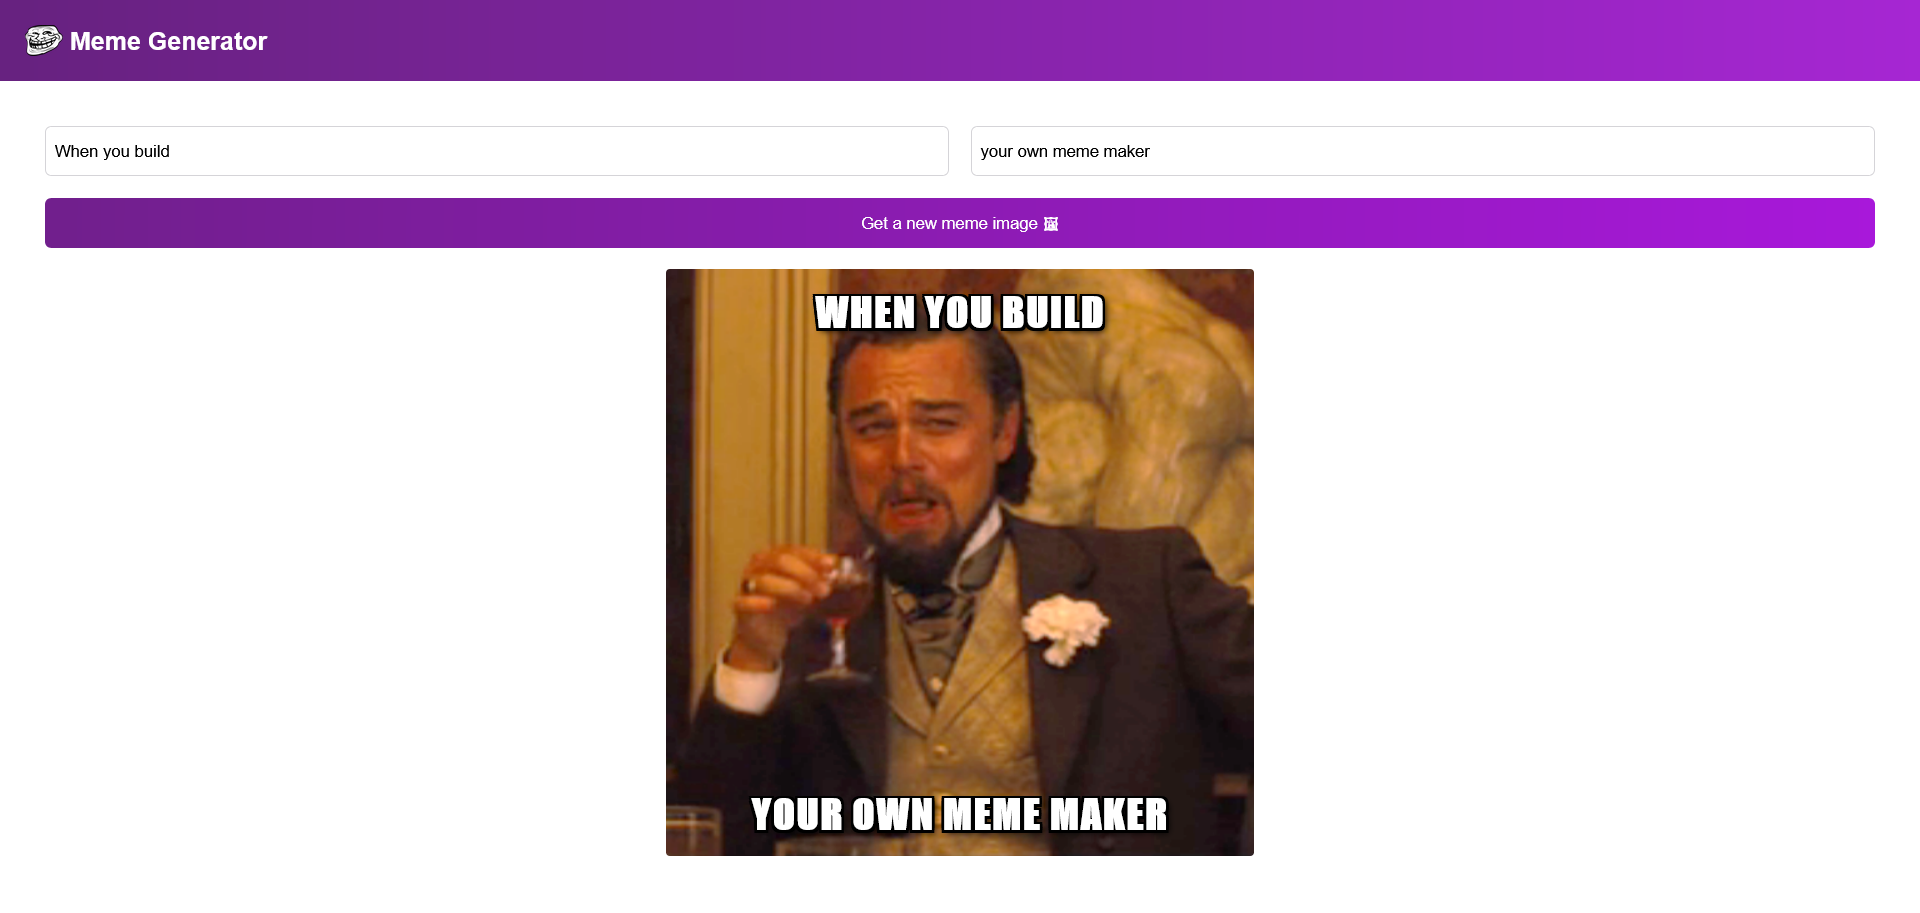 Meme Generator
When you build
your own meme maker
Get a new meme image 🖼
WHEN YOU BUILD
YOUR OWN MEME MAKER